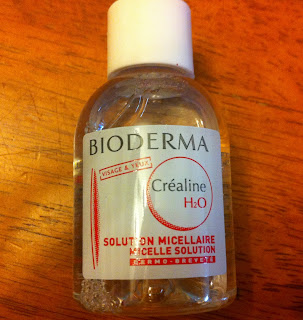 BIODERMA
VISAGE & YEUX
Créaline
H2O
SOLUTION MICELLAIRE
MICELLE SOLUTION
DERMO-BREVETÉ